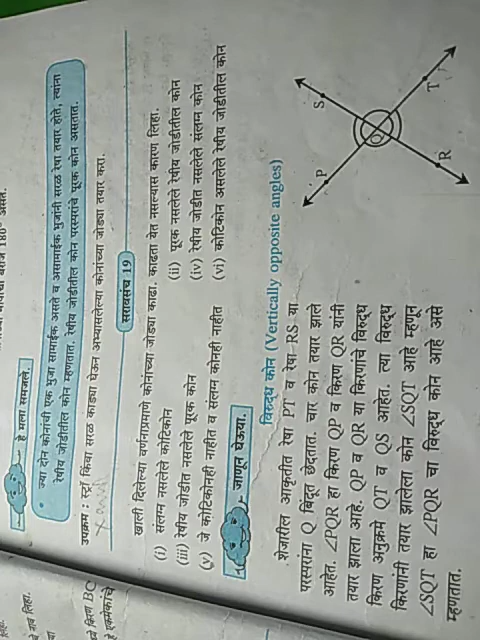 हे मला समजले.
ज्या दोन कोनांची एक भुजा सामाईक असते व असामाईक भुजांनी सरळ रेषा तयार होते, त्यांना
रेषीय जोडीतील कोन म्हणतात. रेषीय जोडीतील कोन परस्परांचे पूरक कोन असतात.
उपक्रम : स्ट्रॉ किंवा सरळ काड्या घेऊन अभ्यासलेल्या कोनांच्या जोड्या तयार करा.
सरावसंच 19
खाली दिलेल्या वर्णनाप्रमाणे कोनांच्या जोड्या काढा. काढता येत नसल्यास कारण लिहा.
(i) संलग्न नसलेले कोटिकोन (ii) पूरक नसलेले रेषीय जोडीतील कोन
(iii) रेषीय जोडीत नसलेले पूरक कोन (iv) रेषीय जोडीत नसलेले संलग्न कोन
(v) जे कोटिकोनही नाहीत व संलग्न कोनही नाहीत (vi) कोटिकोन असलेले रेषीय जोडीतील कोन
जाणून घेऊया.
विरुद्ध कोन (Vertically opposite angles)
शेजारील आकृतीत रेषा PT व रेषा RS या
परस्परांना Q बिंदूत छेदतात. चार कोन तयार झाले
आहेत. ∠PQR हा किरण QP व किरण QR यांनी
तयार झाला आहे. QP व QR या किरणांचे विरुद्ध
किरण अनुक्रमे QT व QS आहेत. त्या विरुद्ध
किरणांनी तयार झालेला कोन ∠SQT आहे म्हणून
∠SQT हा ∠PQR चा विरुद्ध कोन आहे असे
म्हणतात.
P
S
Q
R
T